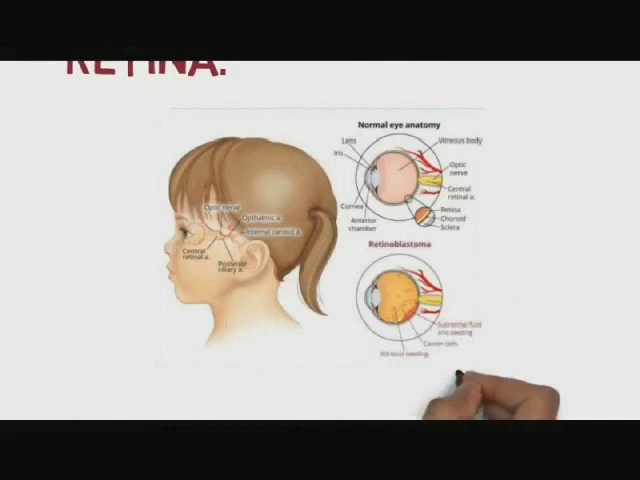 RETINA.
Normal eye anatomy
Lens
Vitreous body
Iris
Optic
nerve
Central
retinal a.
Cornea
Anterior
chamber
Retina
Choroid
Sclera
Optic nerve
Opthalmic a.
Internal carotid a.
Central
retinal a.
Posterior
ciliary a.
Retinoblastoma
Subretinal fluid
and seeding
Cancer cells
Vitreous seeding